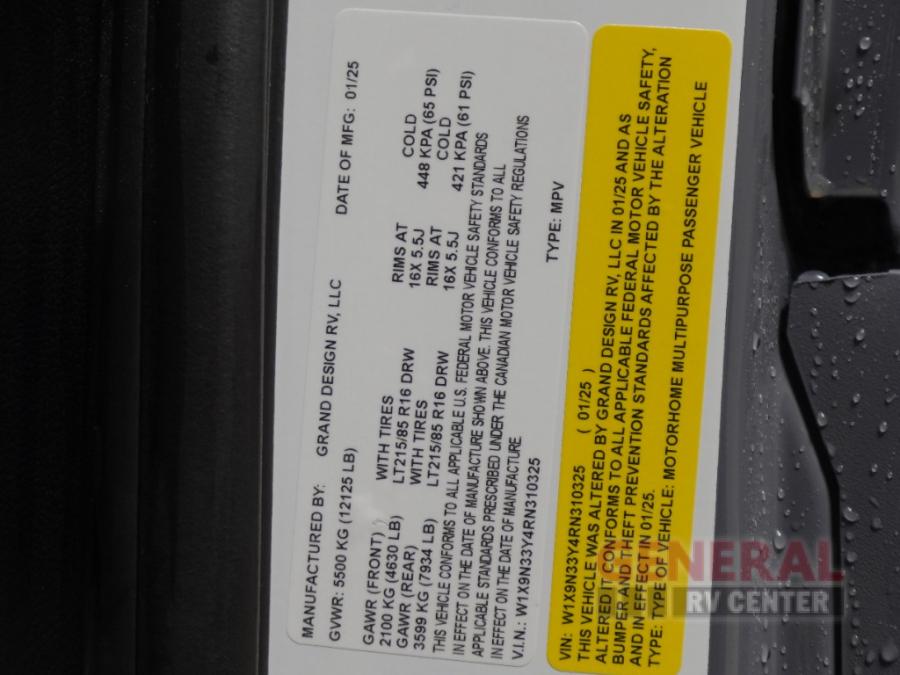 MANUFACTURED BY: GRAND DESIGN RV, LLC DATE OF MFG: 01/25
GVWR: 5500 KG (12125 LB)
GAWR (FRONT) WITH TIRES RIMS AT COLD
2100 KG (4630 LB) LT215/85 R16 DRW 16X 5.5J 448 KPA (65 PSI)
GAWR (REAR) WITH TIRES RIMS AT COLD
3599 KG (7934 LB) LT215/85 R16 DRW 16X 5.5J 421 KPA (61 PSI)
THIS VEHICLE CONFORMS TO ALL APPLICABLE U.S. FEDERAL MOTOR VEHICLE SAFETY STANDARDS
IN EFFECT ON THE DATE OF MANUFACTURE SHOWN ABOVE. THIS VEHICLE CONFORMS TO ALL
APPLICABLE STANDARDS PRESCRIBED UNDER THE CANADIAN MOTOR VEHICLE SAFETY REGULATIONS
IN EFFECT ON THE DATE OF MANUFACTURE
V.I.N.: W1X9N33Y4RN310325 TYPE: MPV
VIN: W1X9N33Y4RN310325 ( 01/25 )
THIS VEHICLE WAS ALTERED BY GRAND DESIGN RV, LLC IN 01/25 AND AS
ALTERED IT CONFORMS TO ALL APPLICABLE FEDERAL MOTOR VEHICLE SAFETY,
BUMPER AND THEFT PREVENTION STANDARDS AFFECTED BY THE ALTERATION
AND IN EFFECT IN 01/25.
TYPE: TYPE OF VEHICLE: MOTORHOME MULTIPURPOSE PASSENGER VEHICLE
GENERAL
RV CENTER